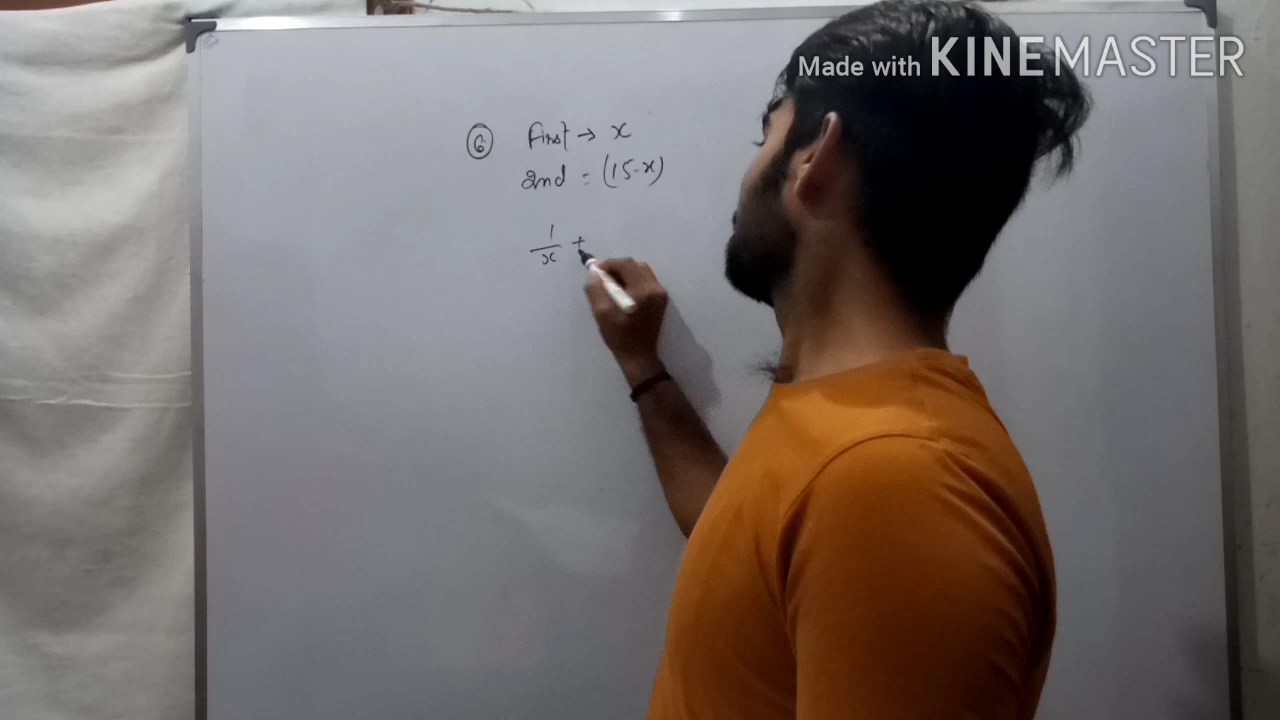 Made with KINEMASTER
⑥ First → x
2nd = (15-x)
1/x +